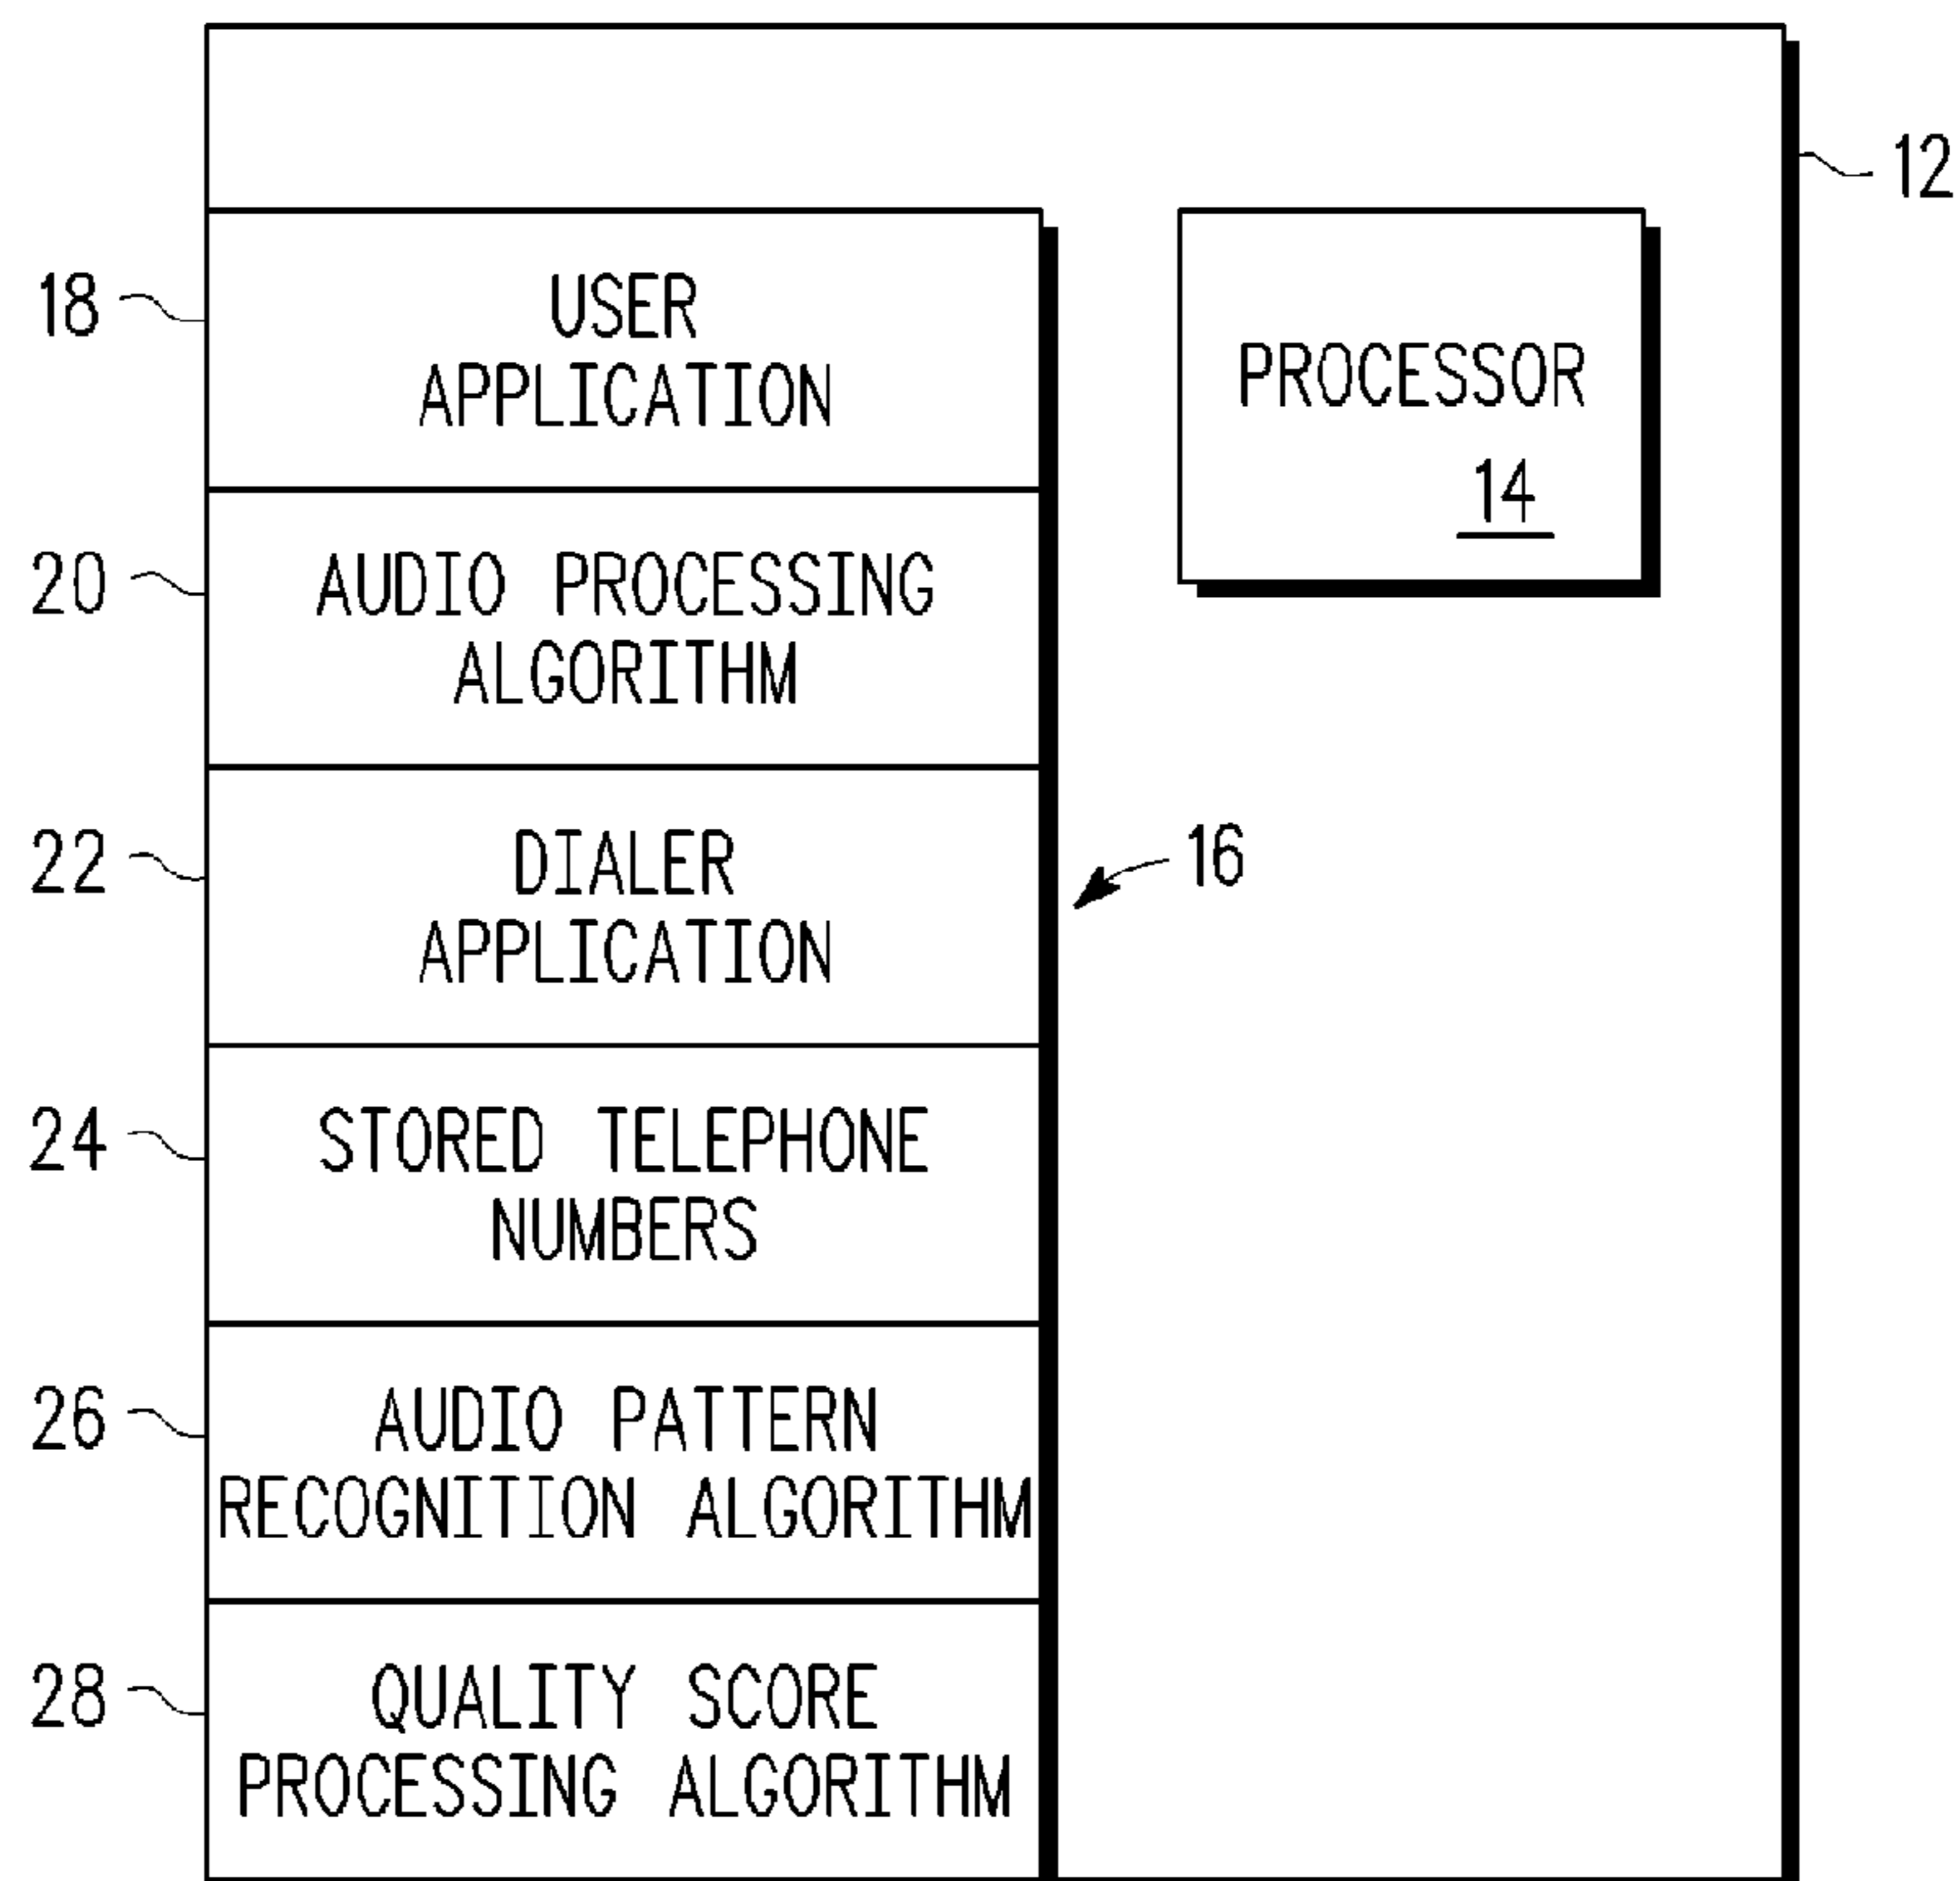 12
18
USER
APPLICATION
PROCESSOR
14
20
AUDIO PROCESSING
ALGORITHM
22
DIALER
APPLICATION
16
24
STORED TELEPHONE
NUMBERS
26
AUDIO PATTERN
RECOGNITION ALGORITHM
28
QUALITY SCORE
PROCESSING ALGORITHM